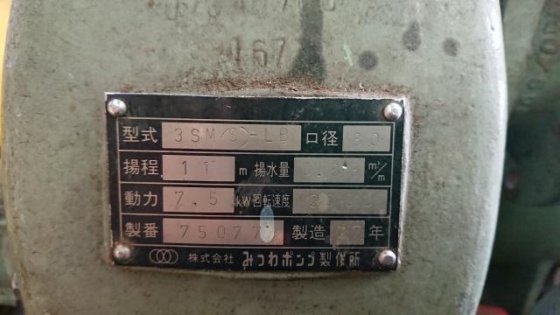 167
型式 3SM/S-LD 口径
揚程 11 m 揚水量 m³/m
動力 7.5 kW 回転速度
製番 75077 製造 年
株式会社 みつわポンプ製作所